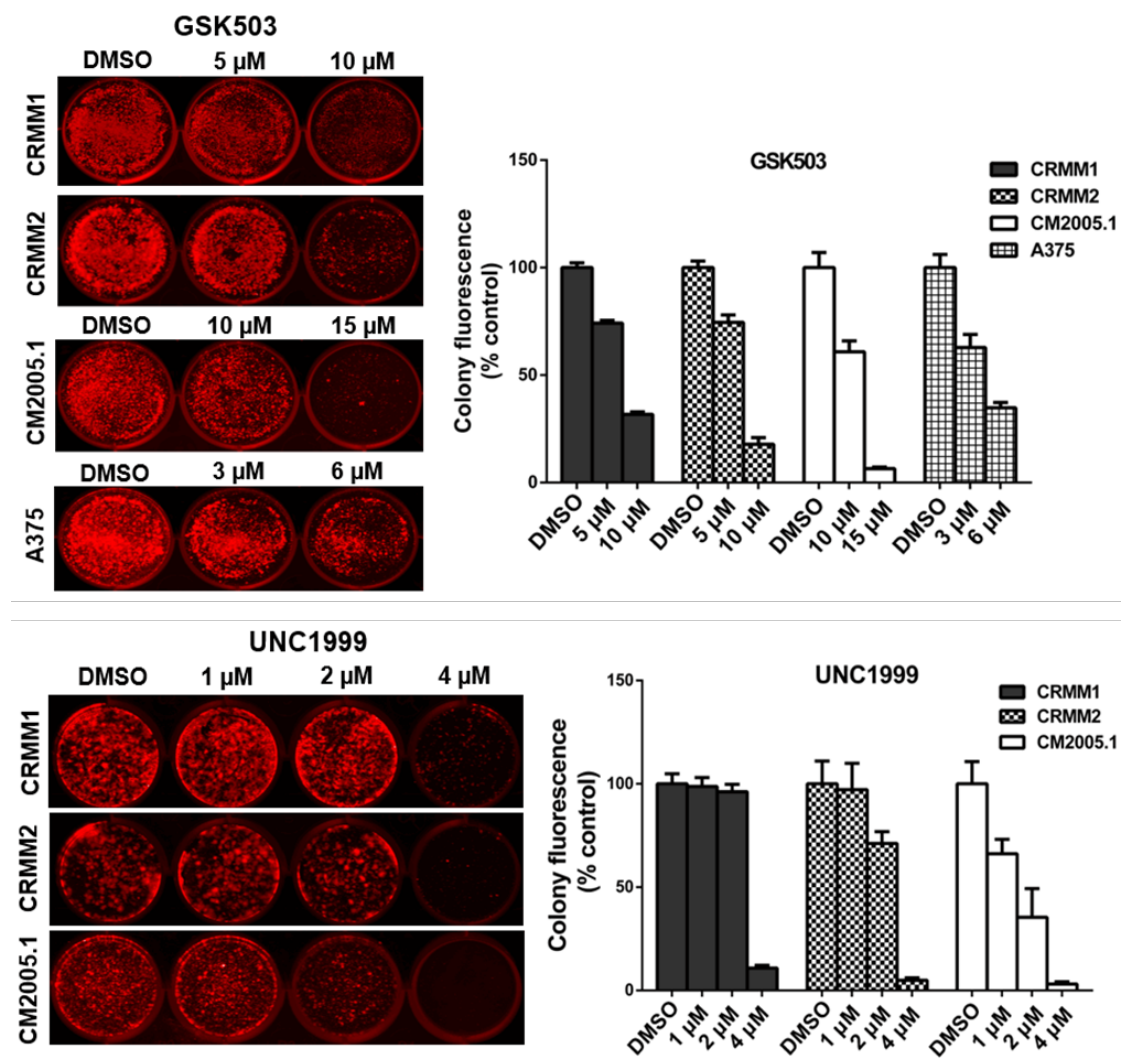 GSK503
DMSO 5 µM 10 µM
CRMM1
CRMM2
DMSO 10 µM 15 µM
CM2005.1
DMSO 3 µM 6 µM
A375
GSK503
Colony fluorescence
(% control)
150
100
50
0
CRMM1
CRMM2
CM2005.1
A375
DMSO 5 µM 10 µM DMSO 5 µM 10 µM DMSO 10 µM 15 µM DMSO 3 µM 6 µM
UNC1999
DMSO 1 µM 2 µM 4 µM
CRMM1
CRMM2
CM2005.1
UNC1999
Colony fluorescence
(% control)
150
100
50
0
CRMM1
CRMM2
CM2005.1
DMSO 1 µM 2 µM 4 µM DMSO 1 µM 2 µM 4 µM DMSO 1 µM 2 µM 4 µM